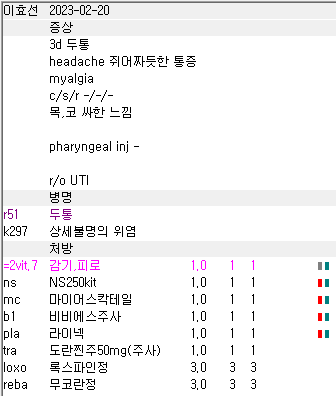 이효선 2023-02-20
증상
3d 두통
headache 쥐어짜듯한 통증
myalgia
c/s/r -/-/-
목,코 싸한 느낌
pharyngeal inj -
r/o UTI
병명
r51 두통
k297 상세불명의 위염
처방
=2vit,7 감기,피로 1,0 1 1
ns NS250kit 1,0 1 1
mc 마이어스칵테일 1,0 1 1
b1 비비에스주사 1,0 1 1
pla 라이넥 1,0 1 1
tra 도란찐주50mg(주사) 1,0 1 1
loxo 록스파인정 3,0 3 3
reba 무코란정 3,0 3 3